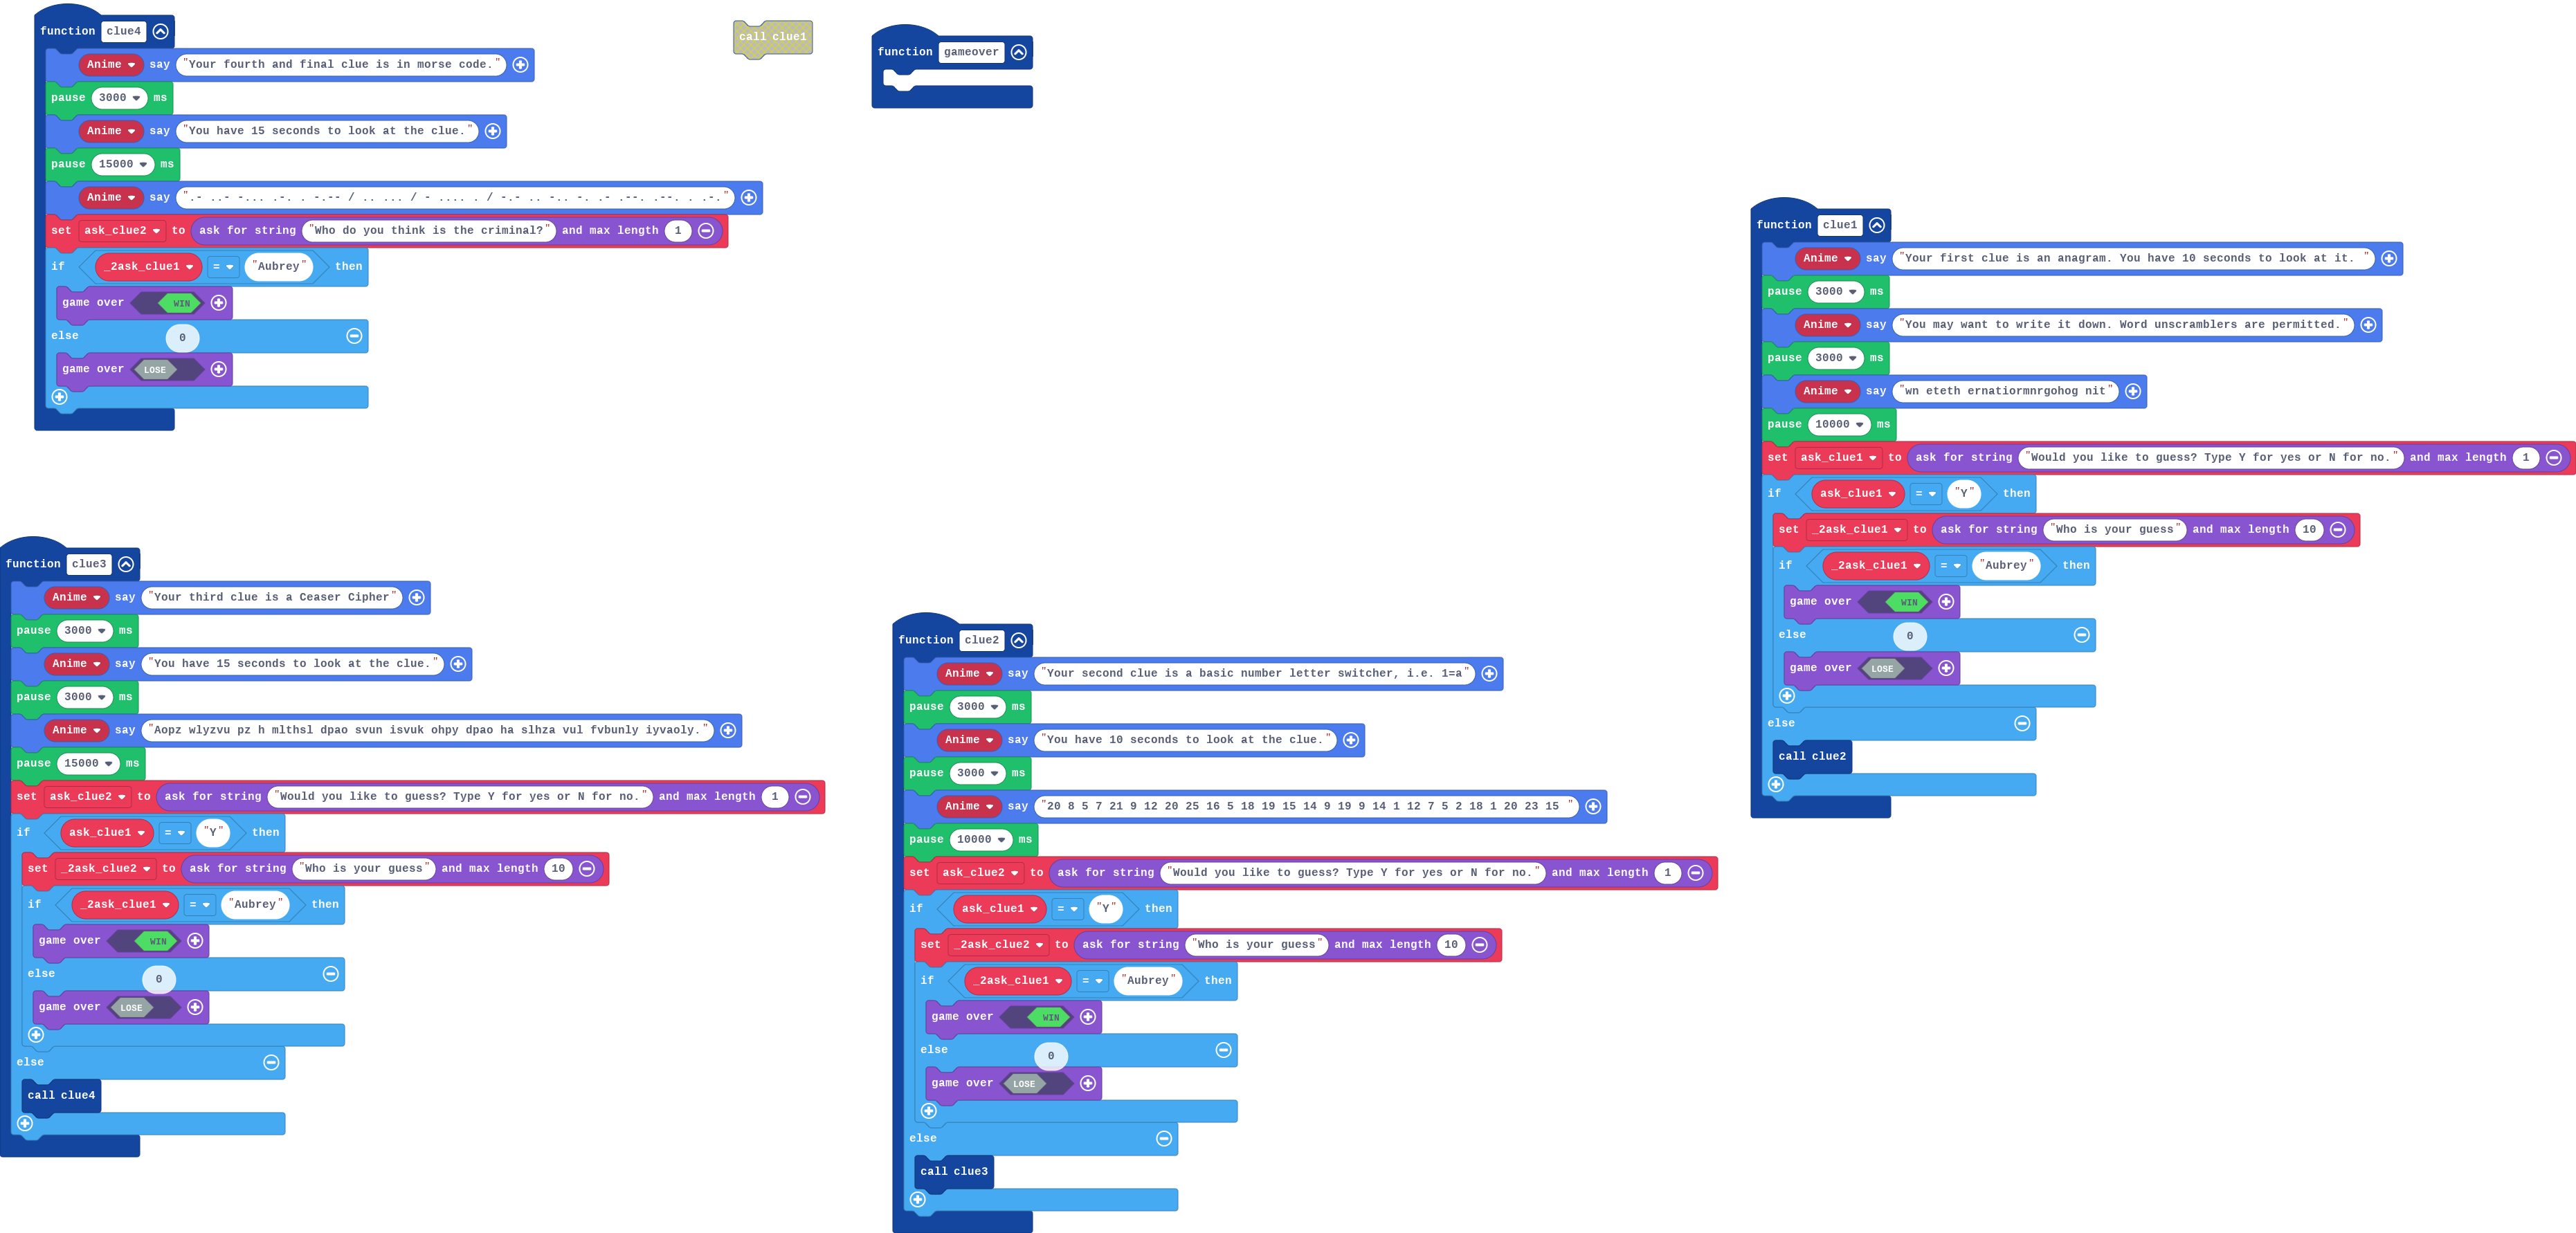 function clue4
Anime say "Your fourth and final clue is in morse code."
pause 3000 ms
Anime say "You have 15 seconds to look at the clue."
pause 15000 ms
Anime say ".- ..- -... .-. . -.-- / .. ... / - .... . / -.- .. -.. -. .- .--. .--. . .-."
set ask_clue2 to ask for string "Who do you think is the criminal?" and max length 1
if _2ask_clue1 = "Aubrey" then
game over WIN
else 0
game over LOSE
call clue1
function gameover
function clue1
Anime say "Your first clue is an anagram. You have 10 seconds to look at it. "
pause 3000 ms
Anime say "You may want to write it down. Word unscramblers are permitted."
pause 3000 ms
Anime say "wn eteth ernatiormnrgohog nit"
pause 10000 ms
set ask_clue1 to ask for string "Would you like to guess? Type Y for yes or N for no." and max length 1
if ask_clue1 = "Y" then
set _2ask_clue1 to ask for string "Who is your guess" and max length 10
if _2ask_clue1 = "Aubrey" then
game over WIN
else 0
game over LOSE
else
call clue2
function clue3
Anime say "Your third clue is a Ceaser Cipher"
pause 3000 ms
Anime say "You have 15 seconds to look at the clue."
pause 3000 ms
Anime say "Aopz wlyzvu pz h mlthsl dpao svun isvuk ohpy dpao ha slhza vul fvbunly iyvaoly."
pause 15000 ms
set ask_clue2 to ask for string "Would you like to guess? Type Y for yes or N for no." and max length 1
if ask_clue1 = "Y" then
set _2ask_clue2 to ask for string "Who is your guess" and max length 10
if _2ask_clue1 = "Aubrey" then
game over WIN
else 0
game over LOSE
else
call clue4
function clue2
Anime say "Your second clue is a basic number letter switcher, i.e. 1=a"
pause 3000 ms
Anime say "You have 10 seconds to look at the clue."
pause 3000 ms
Anime say "20 8 5 7 21 9 12 20 25 16 5 18 19 15 14 9 19 9 14 1 12 7 5 2 18 1 20 23 15 "
pause 10000 ms
set ask_clue2 to ask for string "Would you like to guess? Type Y for yes or N for no." and max length 1
if ask_clue1 = "Y" then
set _2ask_clue2 to ask for string "Who is your guess" and max length 10
if _2ask_clue1 = "Aubrey" then
game over WIN
else 0
game over LOSE
else
call clue3